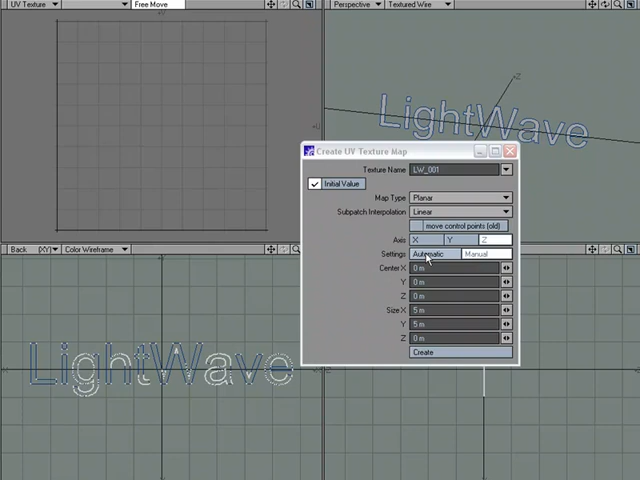 UV Texture Free Move Perspective Textured Wire
+V
+U
Z
LightWave
Create UV Texture Map
Texture Name LW_001
Initial Value
Map Type Planar
Subpatch Interpolation Linear
move control points (old)
Axis X Y Z
Settings Automatic Manual
Center X 0 m
Y 0 m
Z 0 m
Size X 5 m
Y 5 m
Z 0 m
Create
Back (XY) Color Wireframe
LightWave